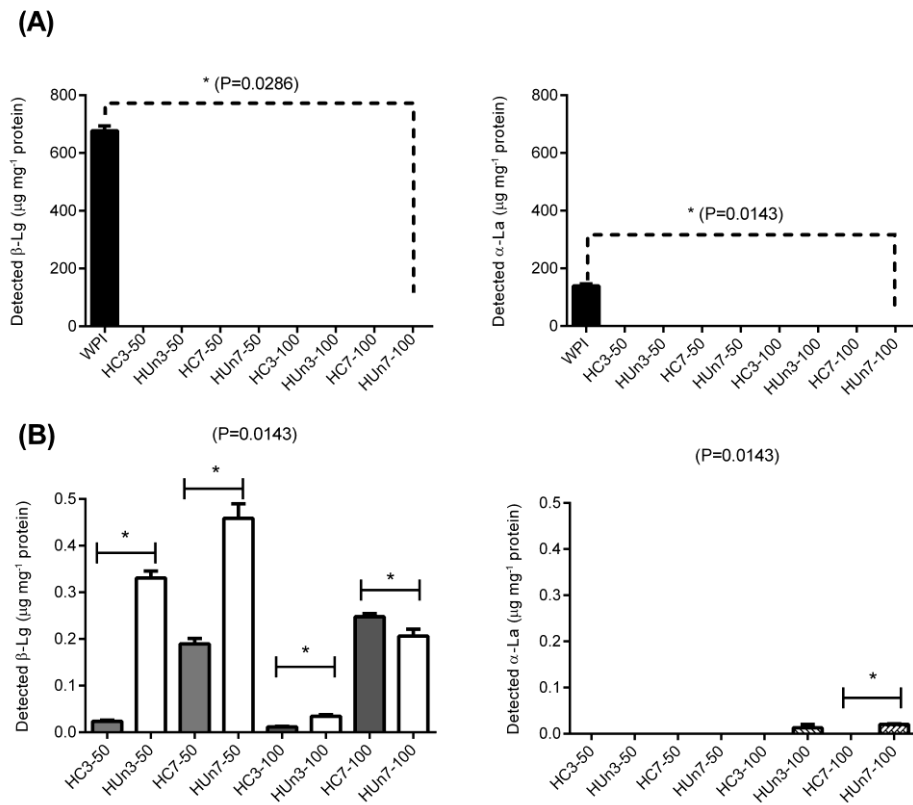 (A)
* (P=0.0286)
Detected β-Lg (μg mg⁻¹ protein)
800
600
400
200
0
WPI
HC3-50
HUn3-50
HC7-50
HUn7-50
HC3-100
HUn3-100
HC7-100
HUn7-100
* (P=0.0143)
Detected α-La (μg mg⁻¹ protein)
800
600
400
200
0
WPI
HC3-50
HUn3-50
HC7-50
HUn7-50
HC3-100
HUn3-100
HC7-100
HUn7-100
(B)
(P=0.0143)
Detected β-Lg (μg mg⁻¹ protein)
0.5
0.4
0.3
0.2
0.1
0.0
*
*
*
*
HC3-50
HUn3-50
HC7-50
HUn7-50
HC3-100
HUn3-100
HC7-100
HUn7-100
(P=0.0143)
Detected α-La (μg mg⁻¹ protein)
0.5
0.4
0.3
0.2
0.1
0.0
*
HC3-50
HUn3-50
HC7-50
HUn7-50
HC3-100
HUn3-100
HC7-100
HUn7-100